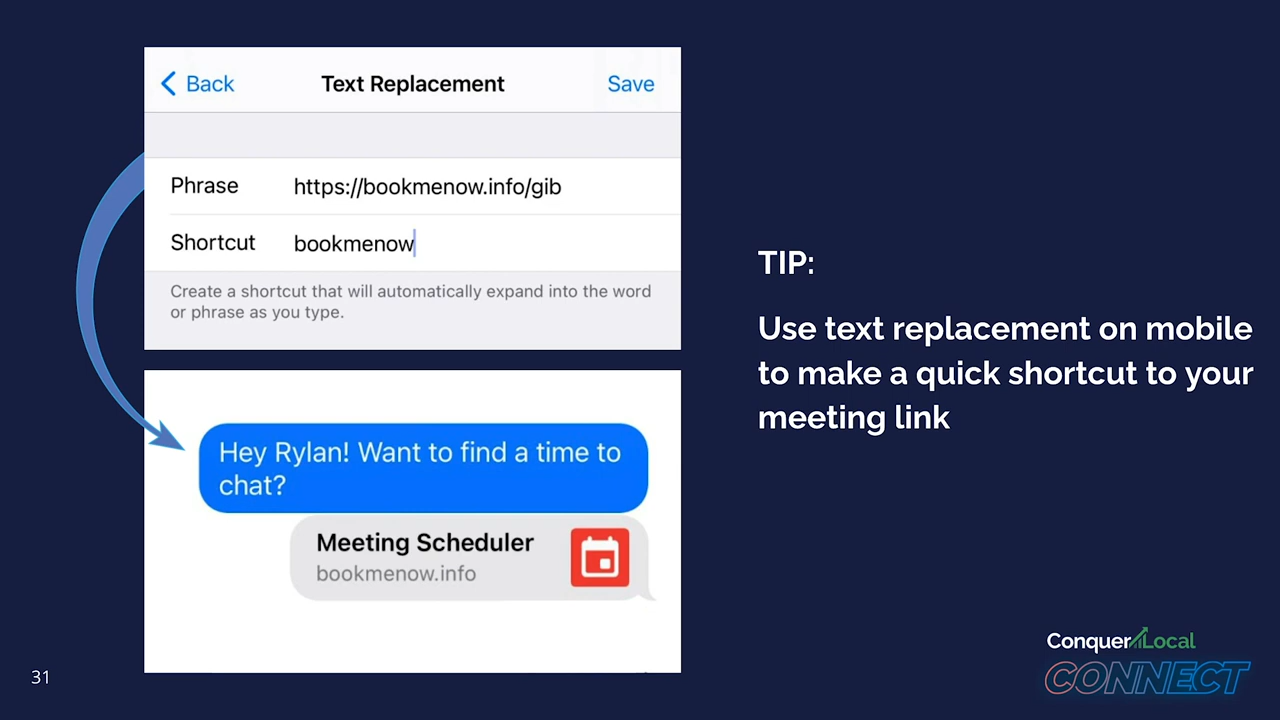 Back
Text Replacement
Save
Phrase
https://bookmenow.info/gib
Shortcut
bookmenow
Create a shortcut that will automatically expand into the word
or phrase as you type.
Hey Rylan! Want to find a time to
chat?
Meeting Scheduler
bookmenow.info
TIP:
Use text replacement on mobile
to make a quick shortcut to your
meeting link
Conquer Local
CONNECT
31